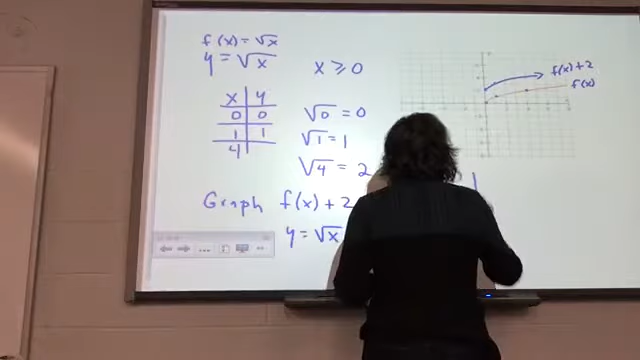 f(x) = √x
y = √x
x ≥ 0
x y
0 0
1 1
4
√0 = 0
√1 = 1
√4 = 2
Graph f(x) + 2
y = √x
f(x)+2
f(x)